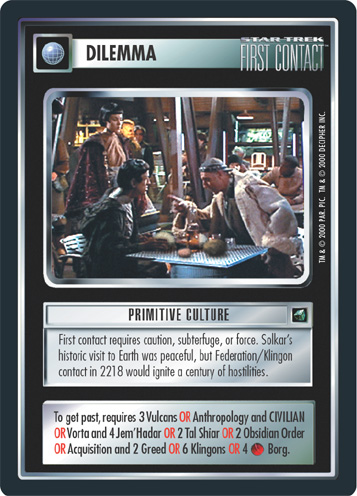 DILEMMA
STAR TREK
FIRST CONTACT
TM & © 2000 PAR. PIC. TM & © 2000 DECIPHER INC.
PRIMITIVE CULTURE
First contact requires caution, subterfuge, or force. Solkar's
historic visit to Earth was peaceful, but Federation/Klingon
contact in 2218 would ignite a century of hostilities.
To get past, requires 3 Vulcans OR Anthropology and CIVILIAN
OR Vorta and 4 Jem'Hadar OR 2 Tal Shiar OR 2 Obsidian Order
OR Acquisition and 2 Greed OR 6 Klingons OR 4 Borg.